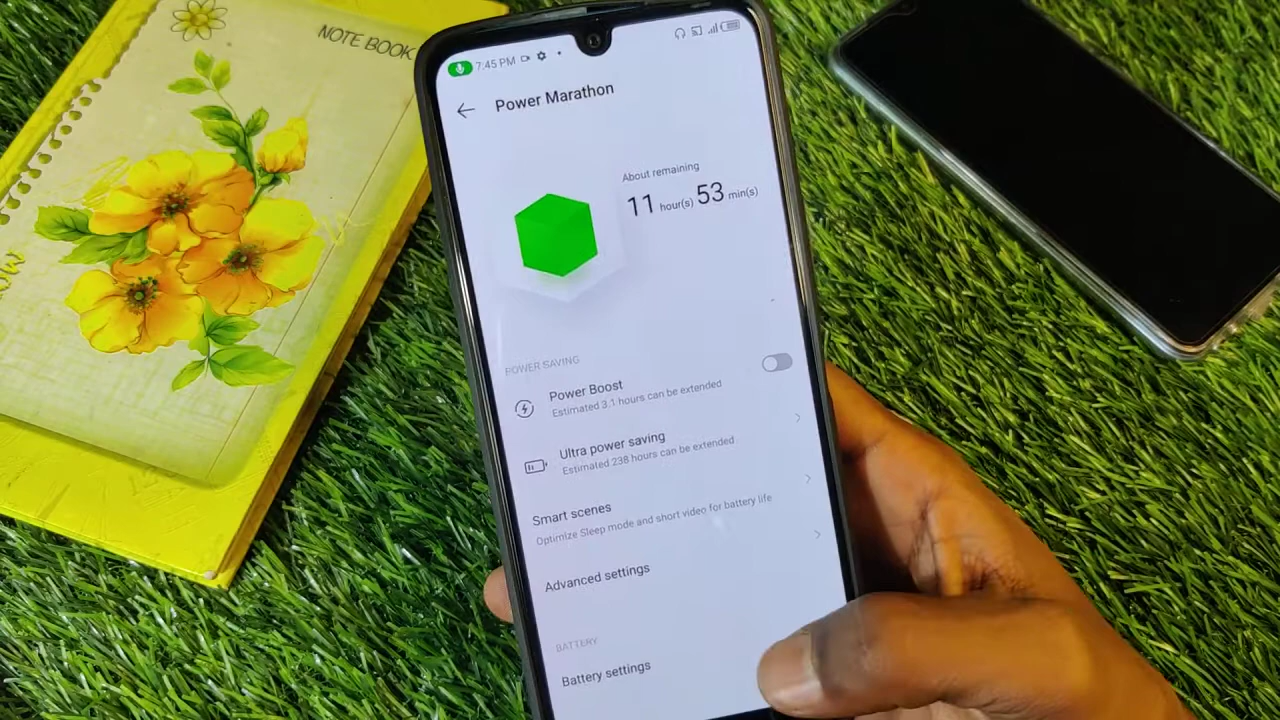 NOTE BOOK
7:45 PM
Power Marathon
About remaining
11 hour(s) 53 min(s)
POWER SAVING
Power Boost
Estimated 3.1 hours can be extended
Ultra power saving
Estimated 238 hours can be extended
Smart scenes
Optimize Sleep mode and short video for battery life
Advanced settings
BATTERY
Battery settings